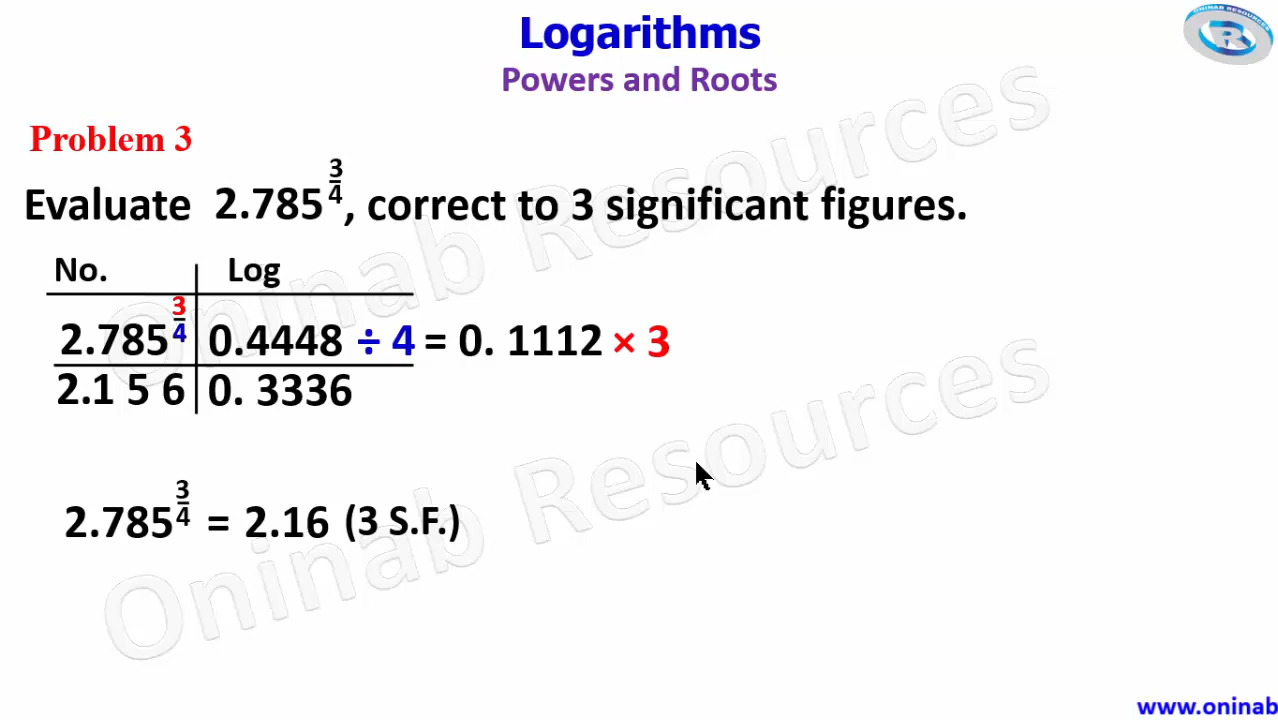 Logarithms
ONINAB RESOURCES
R
Powers and Roots
Problem 3
Evaluate 2.785^(3/4), correct to 3 significant figures.
No. Log
2.785^(3/4) 0.4448 ÷ 4 = 0. 1112 × 3
2.1 5 6 0. 3336
2.785^(3/4) = 2.16 (3 S.F.)
Oninab Resources
Oninab Resources
www.oninab